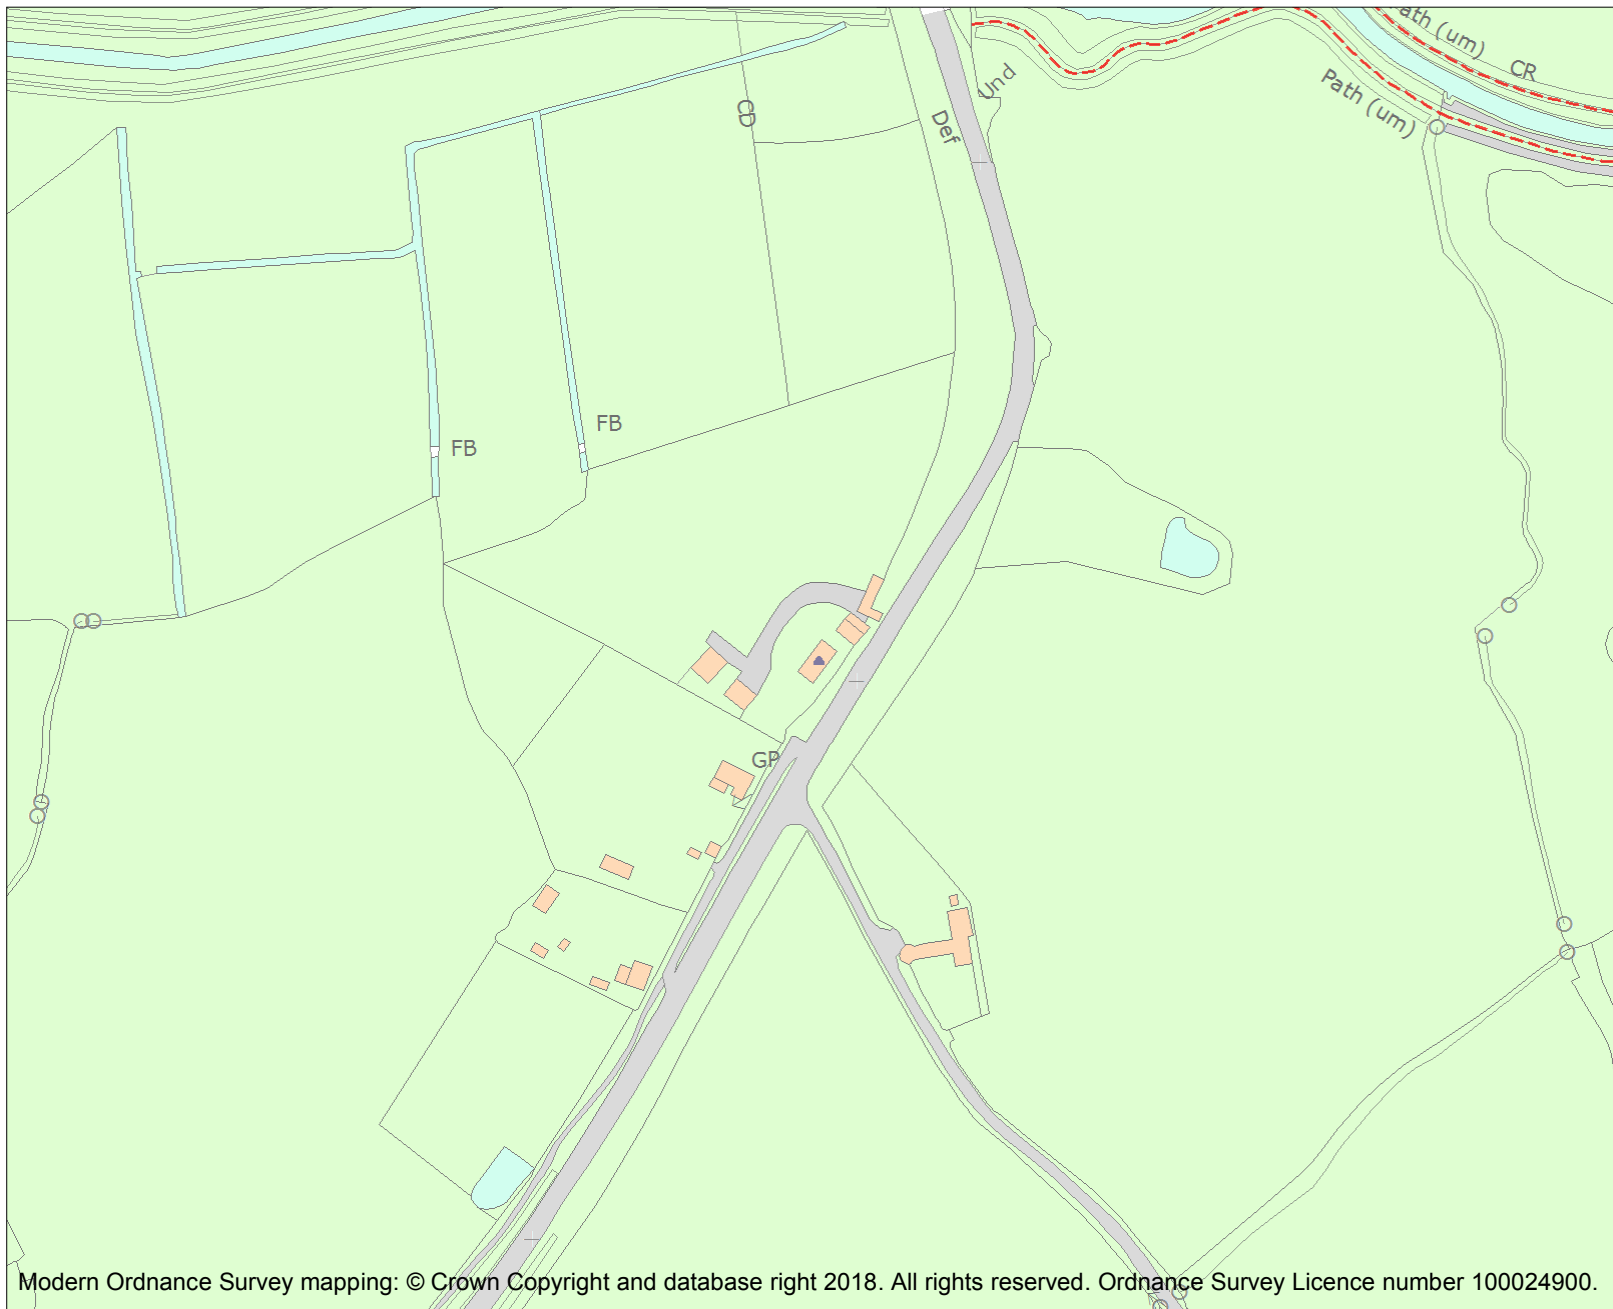 Path (um)
CR
Path (um)
Und
CD
Def
FB
FB
GP
Modern Ordnance Survey mapping: © Crown Copyright and database right 2018. All rights reserved. Ordnance Survey Licence number 100024900.